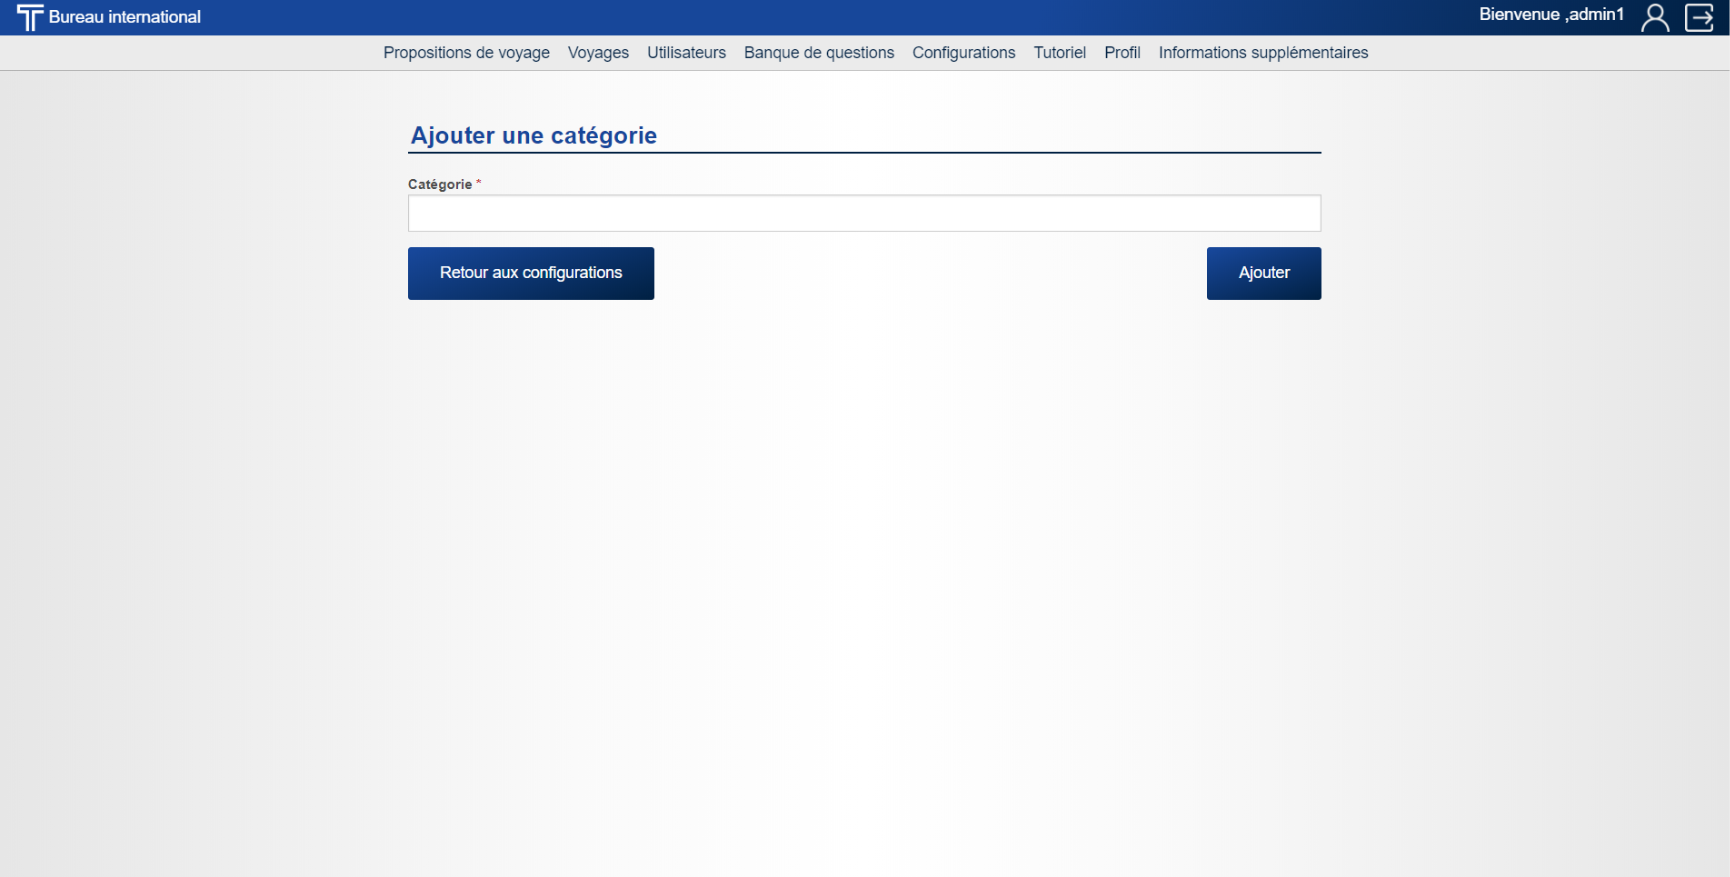 Bureau international
Bienvenue ,admin1
Propositions de voyage Voyages Utilisateurs Banque de questions Configurations Tutoriel Profil Informations supplémentaires
Ajouter une catégorie
Catégorie *
Retour aux configurations
Ajouter